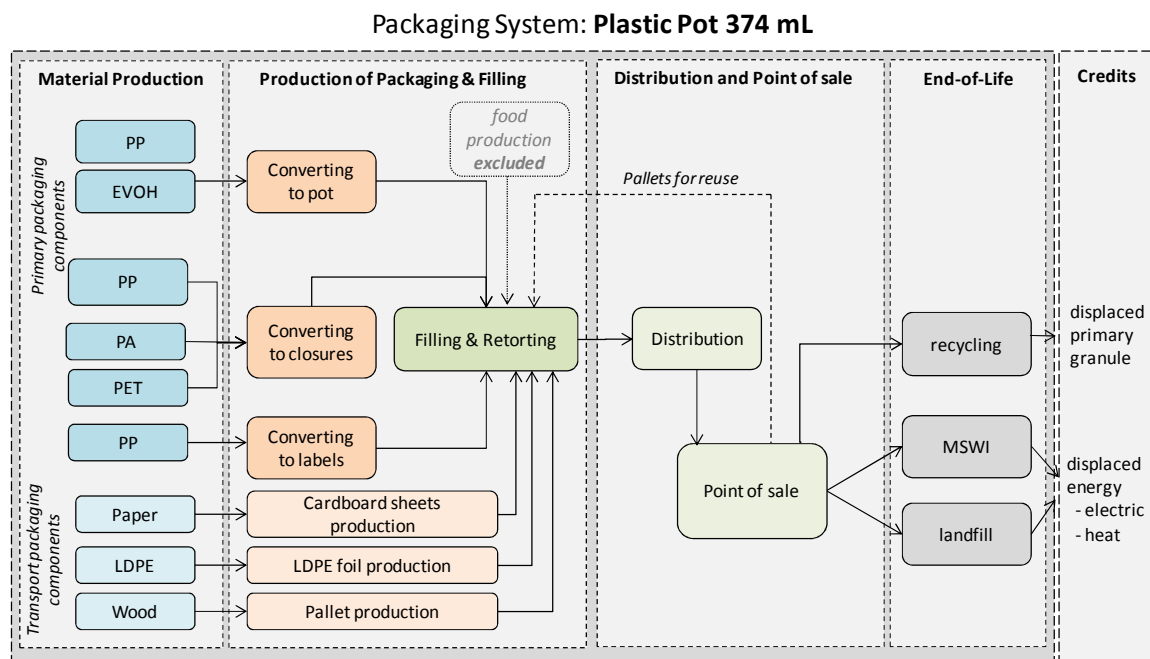 Packaging System: Plastic Pot 374 mL
Material Production
Production of Packaging & Filling
Distribution and Point of sale
End-of-Life
Credits
Primary packaging
components
PP
EVOH
PP
PA
PET
PP
Transport packaging
components
Paper
LDPE
Wood
Converting
to pot
Converting
to closures
Converting
to labels
Cardboard sheets
production
LDPE foil production
Pallet production
food
production
excluded
Filling & Retorting
Pallets for reuse
Distribution
Point of sale
recycling
MSWI
landfill
displaced
primary
granule
displaced
energy
- electric
- heat